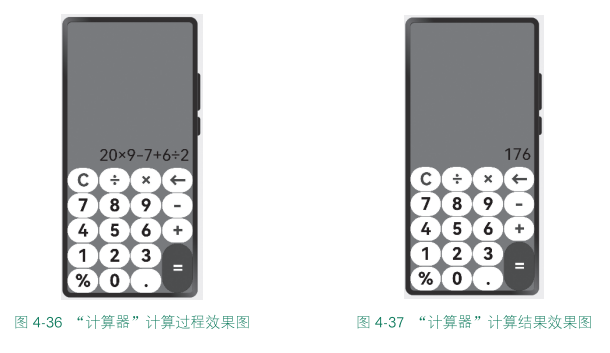 20×9-7+6÷2
C ÷ × ←
7 8 9 -
4 5 6 +
1 2 3
% 0 . =
图 4-36 “计算器”计算过程效果图
176
C ÷ × ←
7 8 9 -
4 5 6 +
1 2 3
% 0 . =
图 4-37 “计算器”计算结果效果图